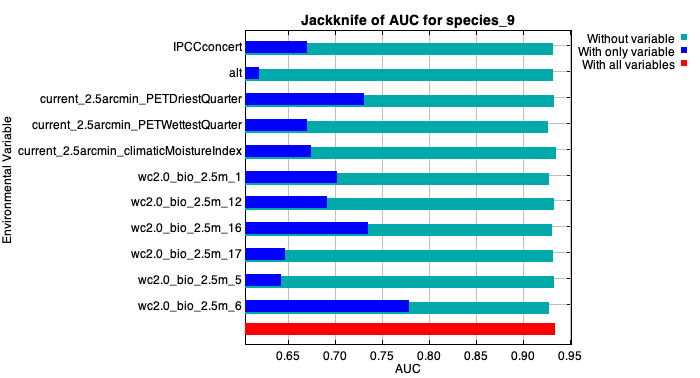 Jackknife of AUC for species_9
Without variable
With only variable
With all variables
Environmental Variable
IPCCconcert
alt
current_2.5arcmin_PETDriestQuarter
current_2.5arcmin_PETWettestQuarter
current_2.5arcmin_climaticMoistureIndex
wc2.0_bio_2.5m_1
wc2.0_bio_2.5m_12
wc2.0_bio_2.5m_16
wc2.0_bio_2.5m_17
wc2.0_bio_2.5m_5
wc2.0_bio_2.5m_6
0.65 0.70 0.75 0.80 0.85 0.90 0.95
AUC